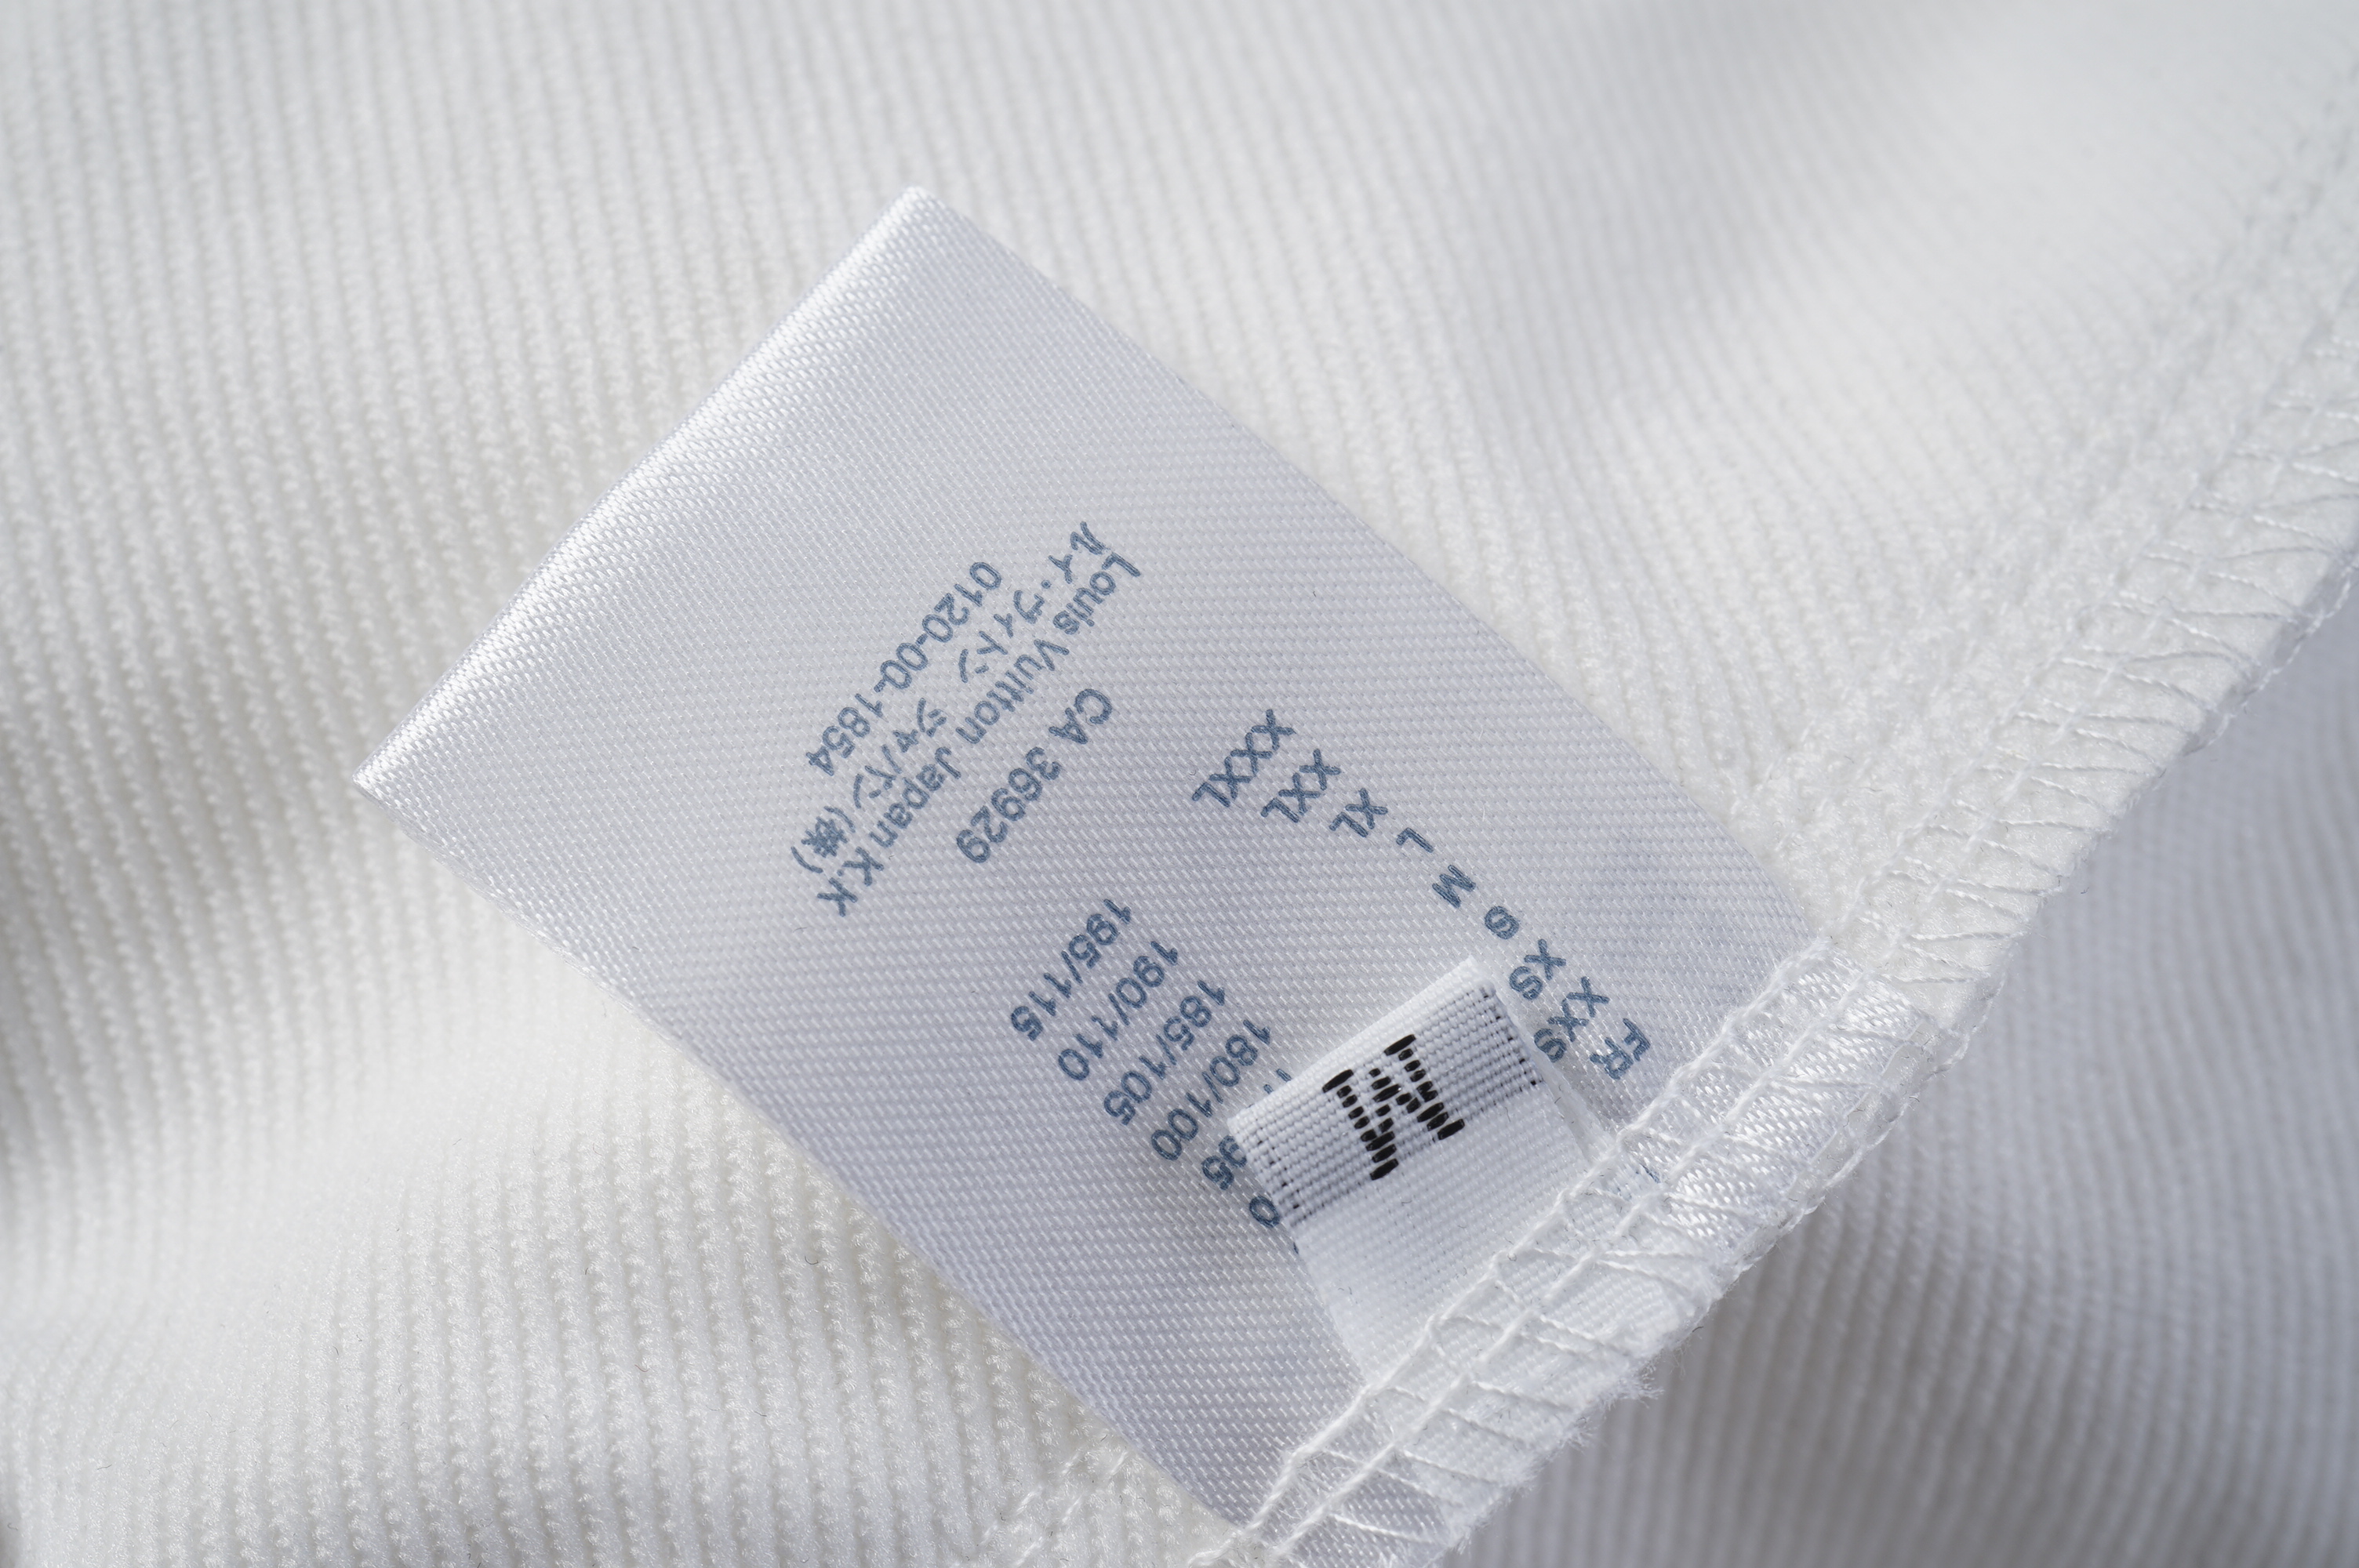 FR
XXS
XS
S
M
L
XL
XXL
XXXL
M
95
180/100
185/105
190/110
195/115
CA 36929
Louis Vuitton Japan K.K
ルイ・ヴィトン ジャパン (株)
0120-00-1854